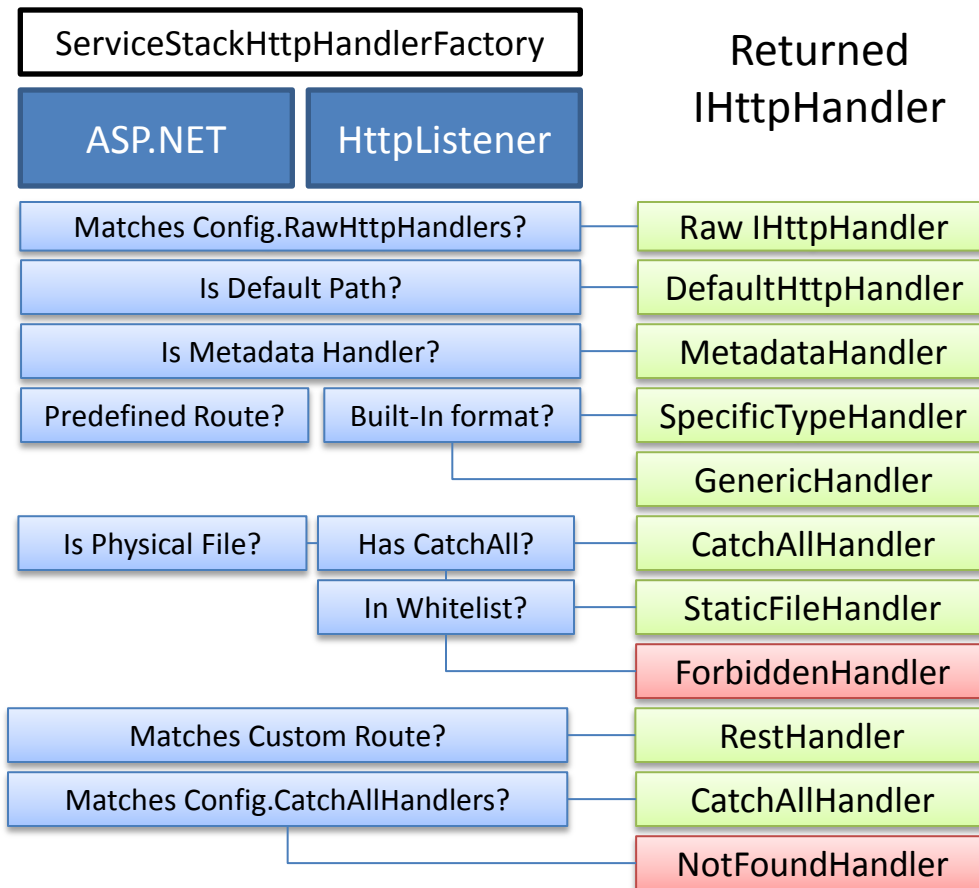 ServiceStackHttpHandlerFactory
Returned
IHttpHandler
ASP.NET
HttpListener
Matches Config.RawHttpHandlers?
Raw IHttpHandler
Is Default Path?
DefaultHttpHandler
Is Metadata Handler?
MetadataHandler
Predefined Route?
Built-In format?
SpecificTypeHandler
GenericHandler
Is Physical File?
Has CatchAll?
CatchAllHandler
In Whitelist?
StaticFileHandler
ForbiddenHandler
Matches Custom Route?
RestHandler
Matches Config.CatchAllHandlers?
CatchAllHandler
NotFoundHandler